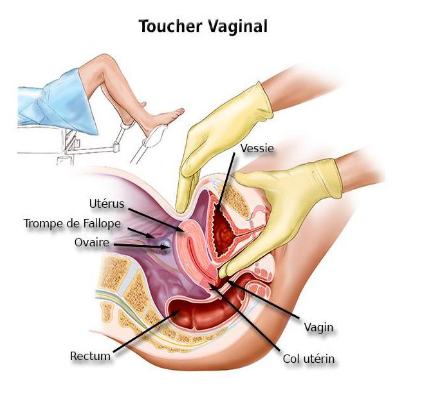 Toucher Vaginal
Vessie
Utérus
Trompe de Fallope
Ovaire
Vagin
Rectum
Col utérin